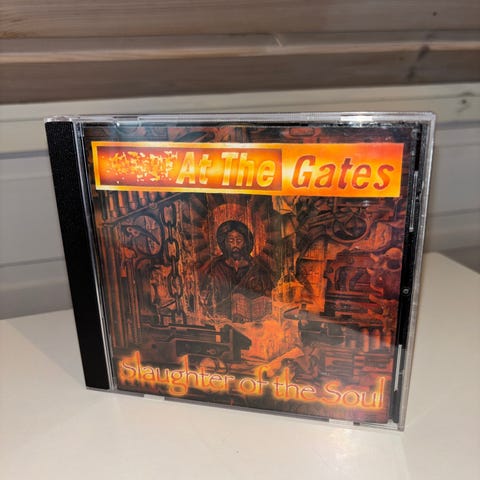 At The Gates
Slaughter of the Soul